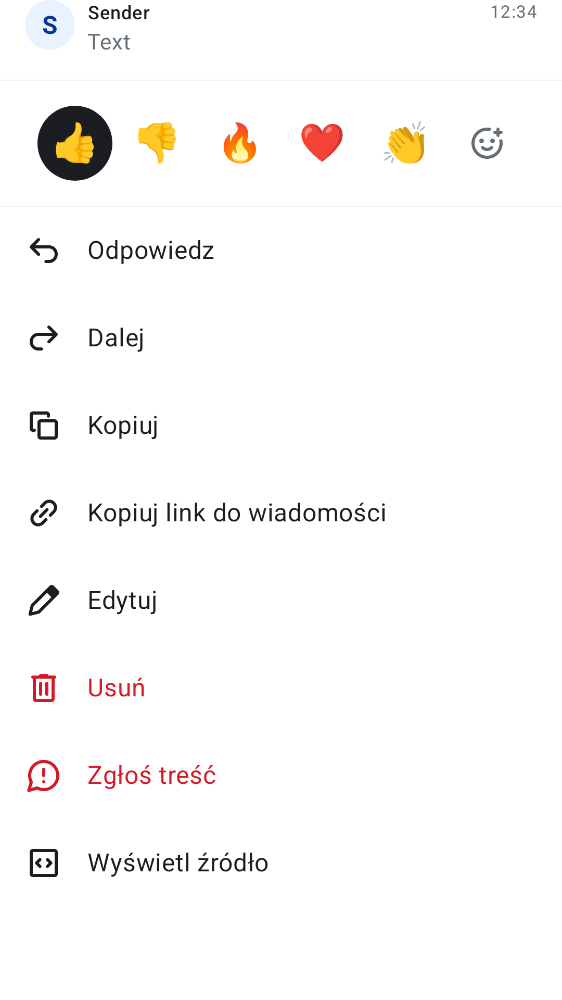 S
Sender
12:34
Text
Odpowiedz
Dalej
Kopiuj
Kopiuj link do wiadomości
Edytuj
Usuń
Zgłoś treść
Wyświetl źródło